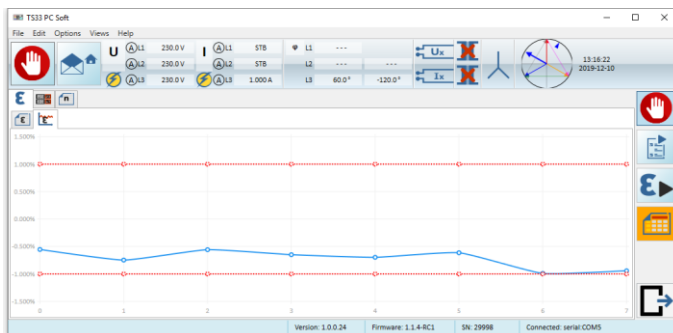 TS33 PC Soft
File Edit Options Views Help
U A L1 230.0 V I A L1 STB φ L1 --- Ux
A L2 230.0 V A L2 STB L2 --- --- 13:16:22
A L3 230.0 V A L3 1.000 A L3 60.0° -120.0° Ix 2019-12-10
ε n
ε ε
1.500%
1.000%
0.500%
0.000%
-0.500%
-1.000%
-1.500%
0 1 2 3 4 5 6 7
ε
Version: 1.0.0.24 Firmware: 1.1.4-RC1 SN: 29998 Connected: serial:COM5